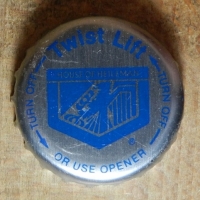 Twist Lift
TURN OFF
TURN OFF
OR USE OPENER